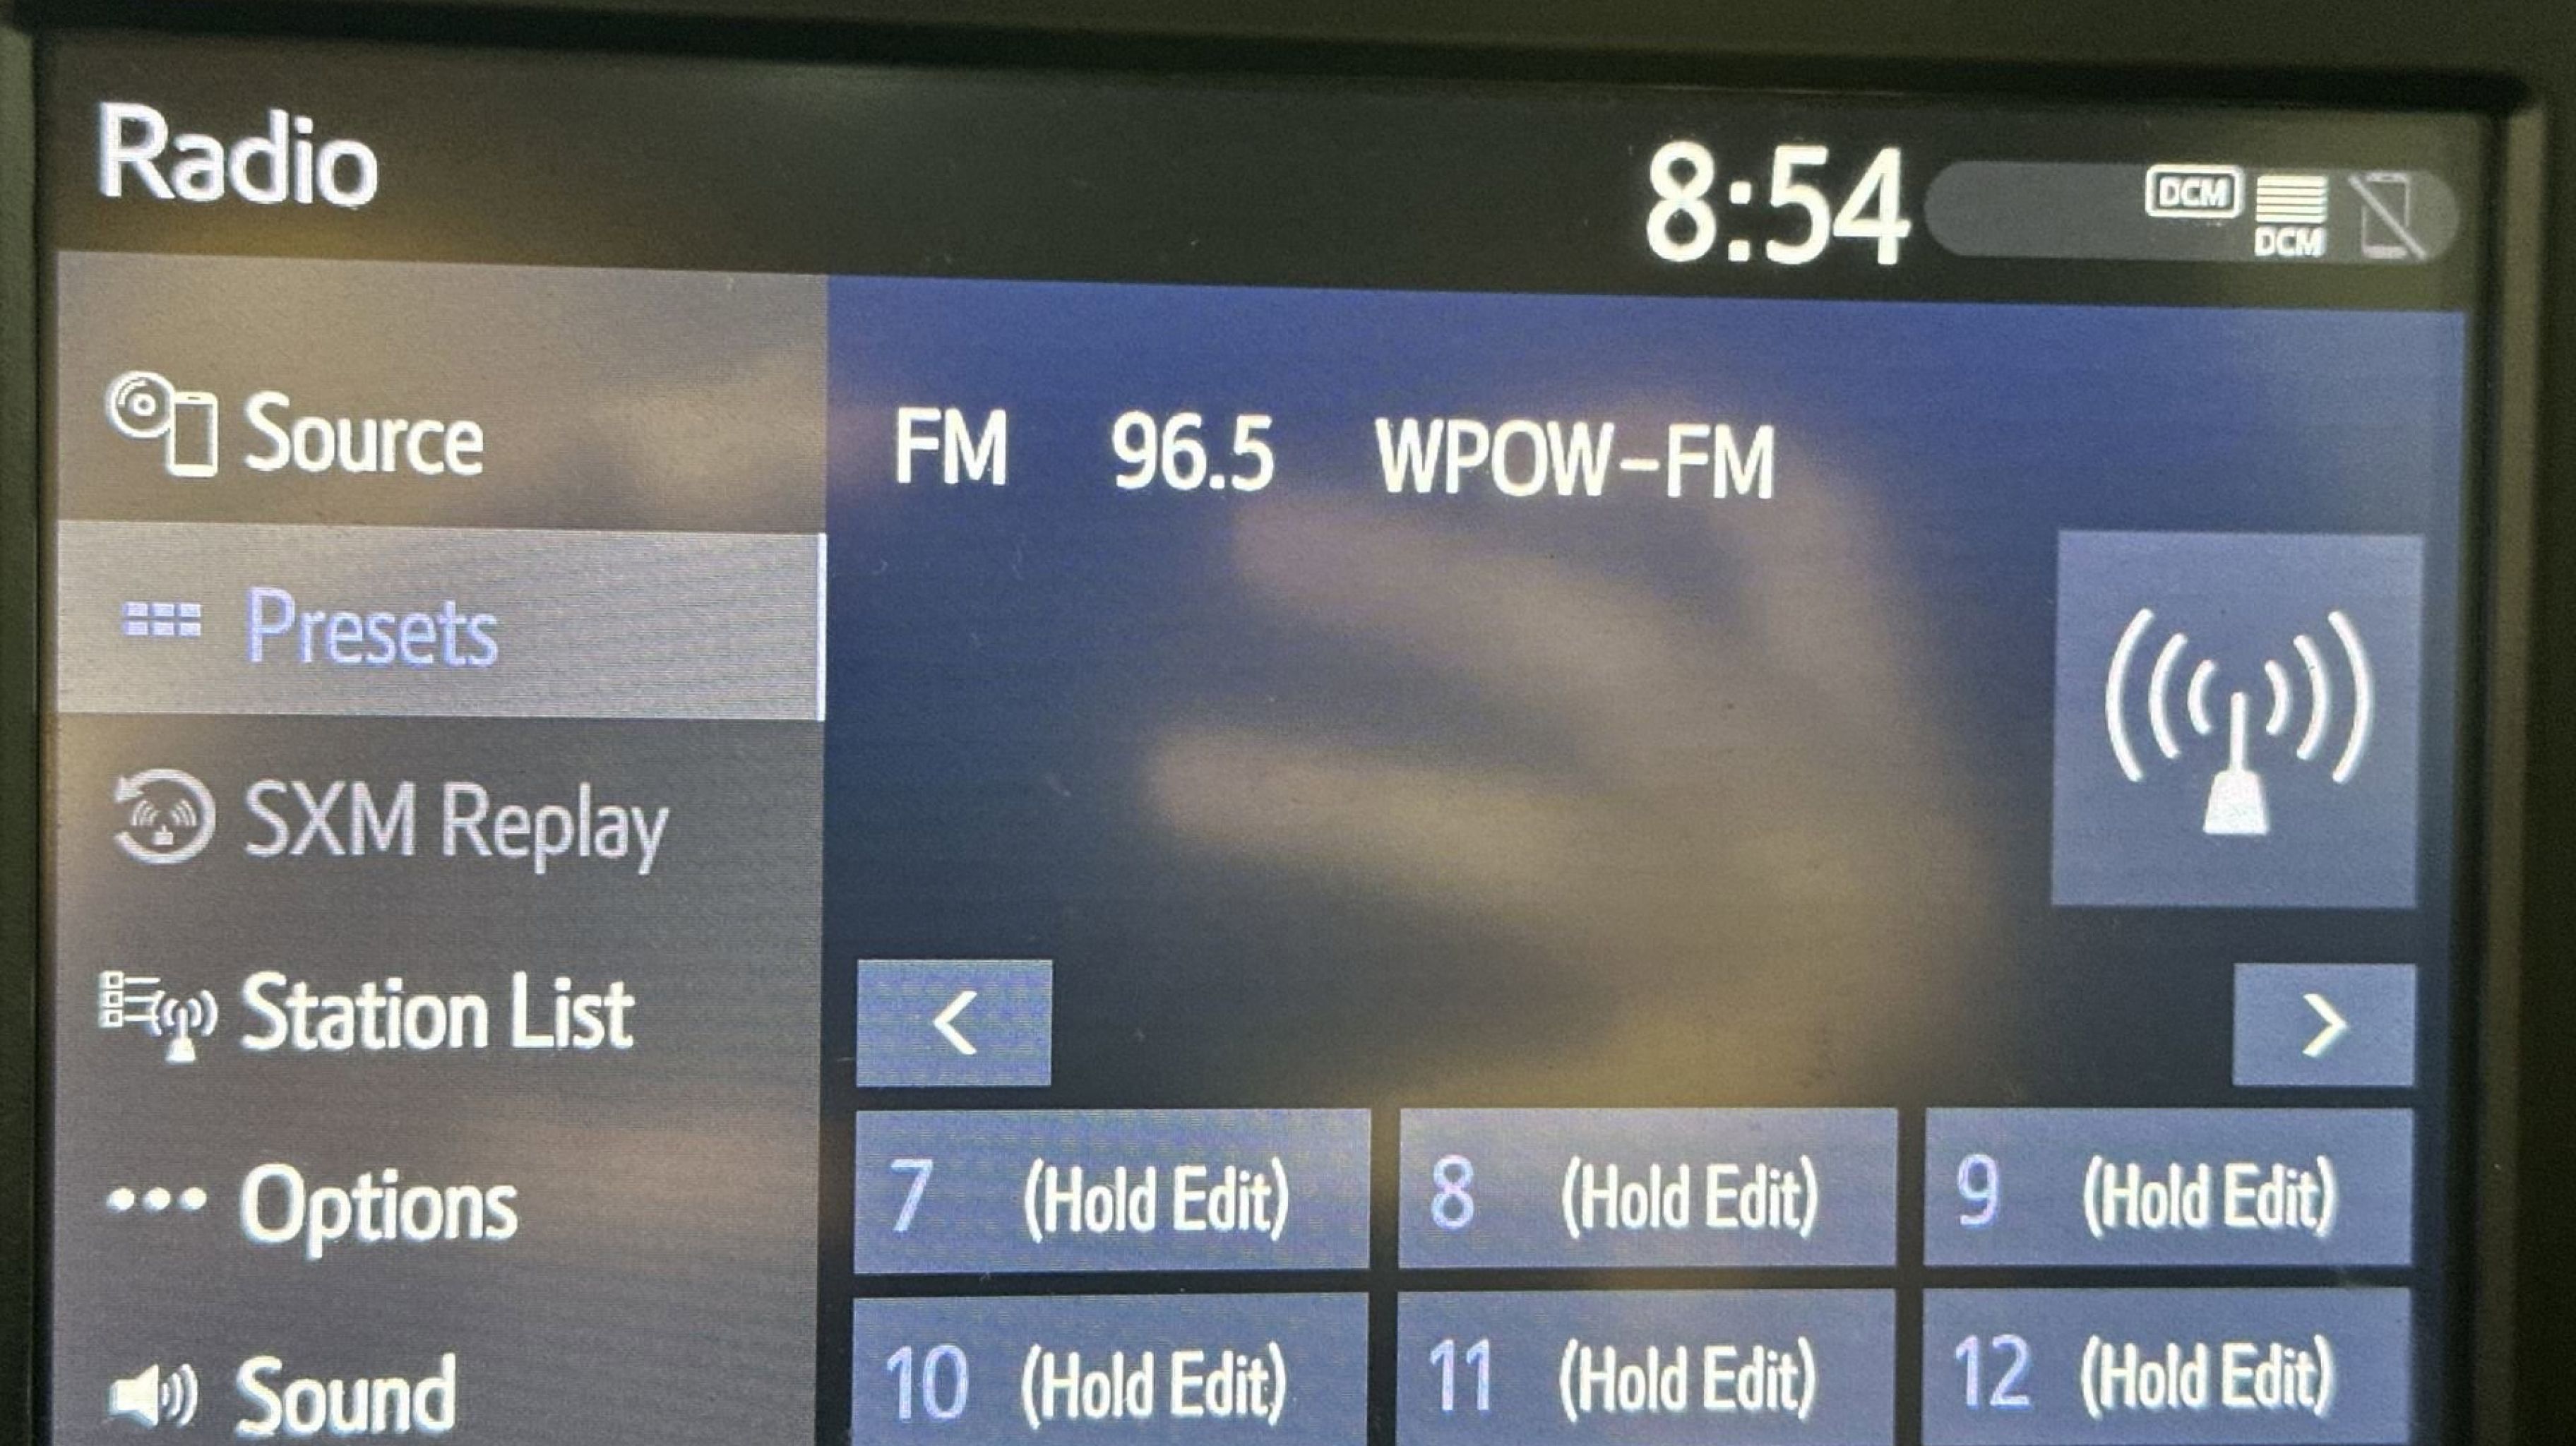 Radio
8:54
DCM
DCM
Source
Presets
SXM Replay
Station List
Options
Sound
FM 96.5 WPOW-FM
<
>
7 (Hold Edit)
8 (Hold Edit)
9 (Hold Edit)
10 (Hold Edit)
11 (Hold Edit)
12 (Hold Edit)